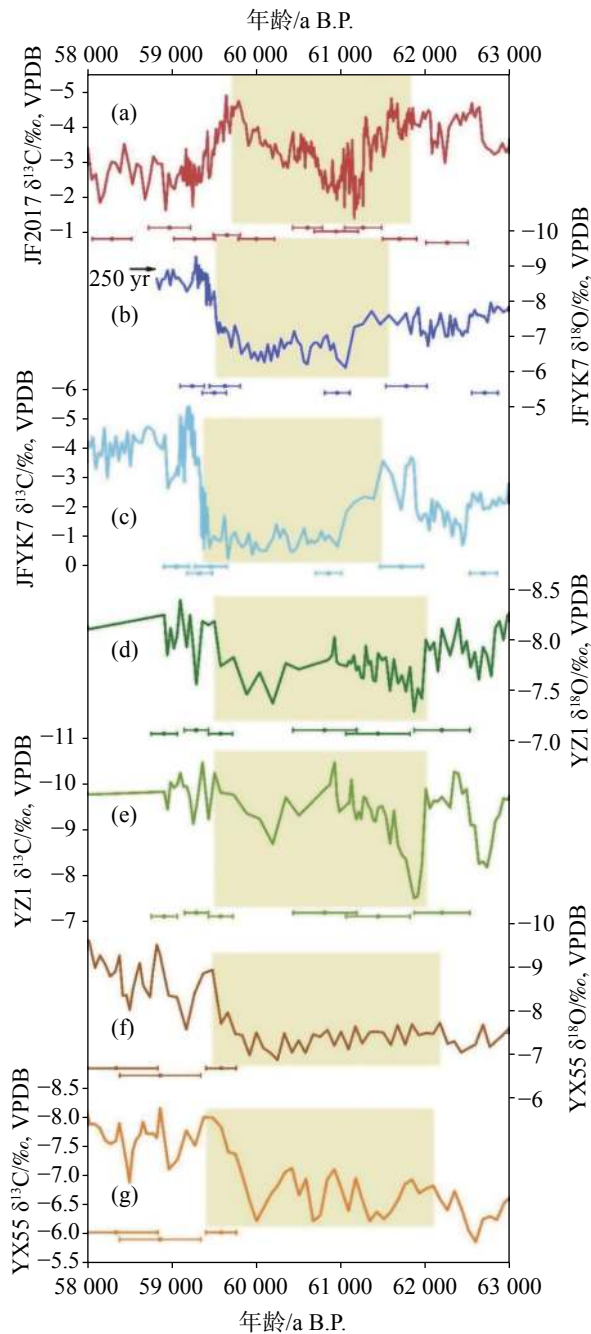 年龄/a B.P.
58 000 59 000 60 000 61 000 62 000 63 000
−5
−4
−3
−2
−1
JF2017 δ¹³C/‰, VPDB
(a)
−10
−9
−8
−7
−6
−5
JFYK7 δ¹⁸O/‰, VPDB
250 yr
(b)
−6
−5
−4
−3
−2
−1
0
JFYK7 δ¹³C/‰, VPDB
(c)
−8.5
−8.0
−7.5
−7.0
YZ1 δ¹⁸O/‰, VPDB
(d)
−11
−10
−9
−8
−7
YZ1 δ¹³C/‰, VPDB
(e)
−10
−9
−8
−7
−6
YX55 δ¹⁸O/‰, VPDB
(f)
−8.5
−8.0
−7.5
−7.0
−6.5
−6.0
−5.5
YX55 δ¹³C/‰, VPDB
(g)
58 000 59 000 60 000 61 000 62 000 63 000
年龄/a B.P.